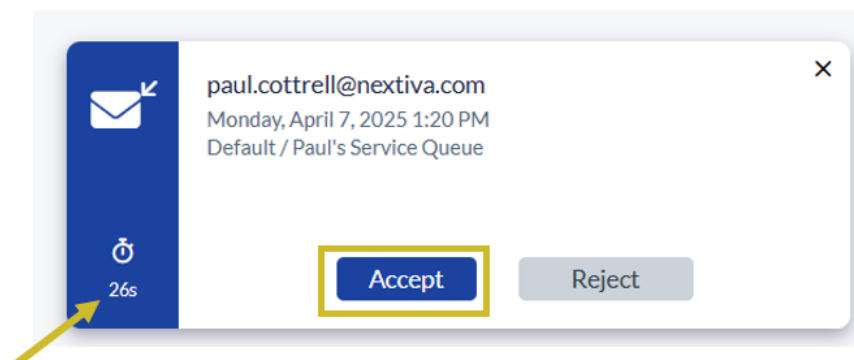 paul.cottrell@nextiva.com
Monday, April 7, 2025 1:20 PM
Default / Paul's Service Queue
26s
Accept
Reject